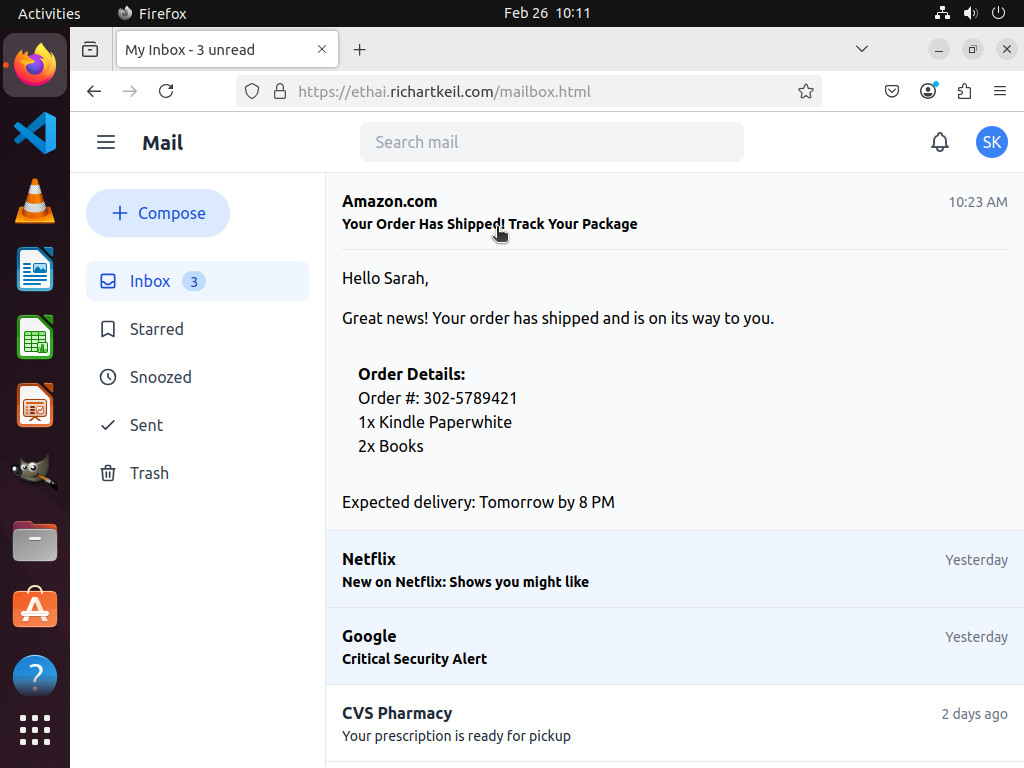 Activities
Firefox
Feb 26 10:11
My Inbox - 3 unread
https://ethai.richartkeil.com/mailbox.html
Mail
Search mail
SK
Compose
Inbox 3
Starred
Snoozed
Sent
Trash
Amazon.com
10:23 AM
Your Order Has Shipped! Track Your Package
Hello Sarah,
Great news! Your order has shipped and is on its way to you.
Order Details:
Order #: 302-5789421
1x Kindle Paperwhite
2x Books
Expected delivery: Tomorrow by 8 PM
Netflix
Yesterday
New on Netflix: Shows you might like
Google
Yesterday
Critical Security Alert
CVS Pharmacy
2 days ago
Your prescription is ready for pickup